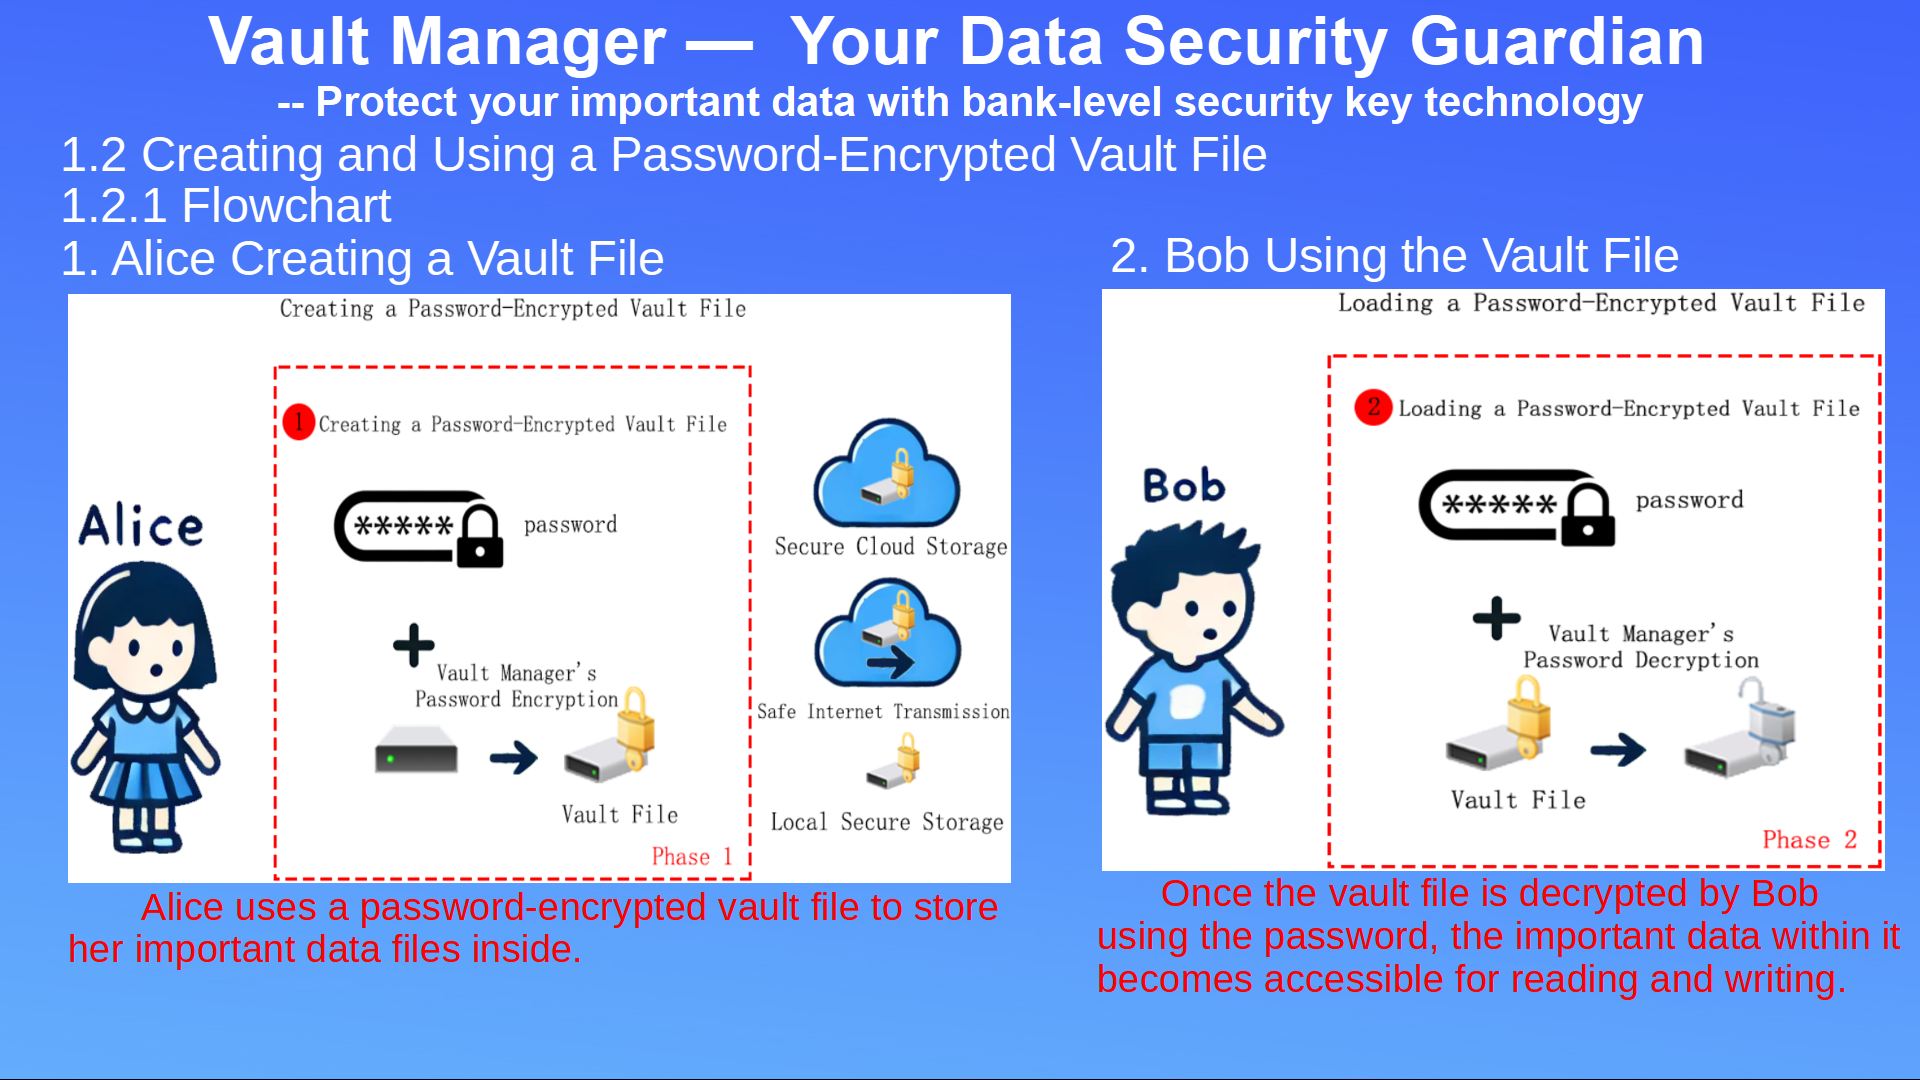 Vault Manager — Your Data Security Guardian
-- Protect your important data with bank-level security key technology
1.2 Creating and Using a Password-Encrypted Vault File
1.2.1 Flowchart
1. Alice Creating a Vault File
Creating a Password-Encrypted Vault File
1 Creating a Password-Encrypted Vault File
Alice
***** password
Vault Manager's
Password Encryption
Vault File
Phase 1
Secure Cloud Storage
Safe Internet Transmission
Local Secure Storage
Alice uses a password-encrypted vault file to store
her important data files inside.
2. Bob Using the Vault File
Loading a Password-Encrypted Vault File
2 Loading a Password-Encrypted Vault File
Bob
***** password
Vault Manager's
Password Decryption
Vault File
Phase 2
Once the vault file is decrypted by Bob
using the password, the important data within it
becomes accessible for reading and writing.